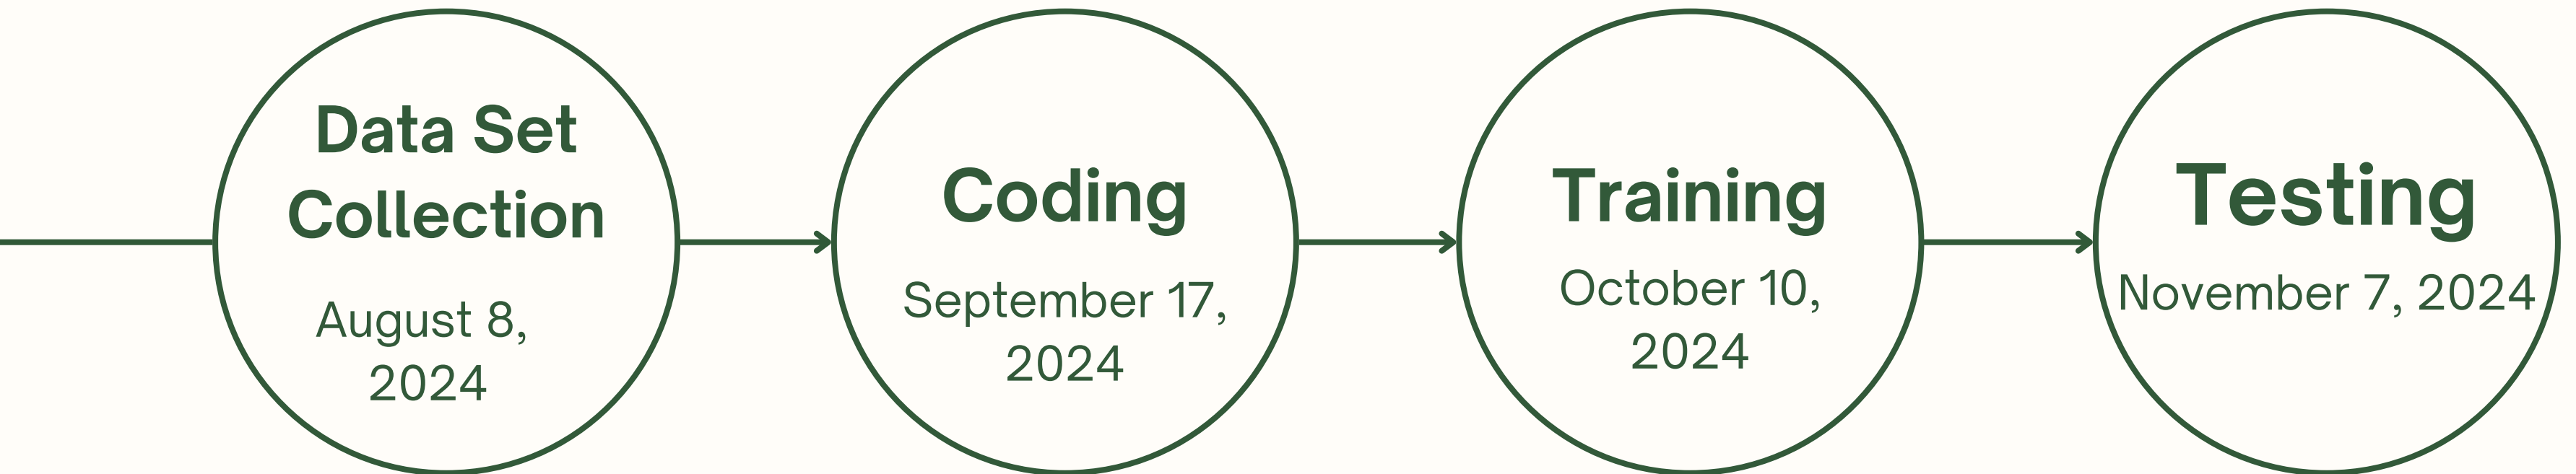 Data Set
Collection
August 8,
2024
Coding
September 17,
2024
Training
October 10,
2024
Testing
November 7, 2024